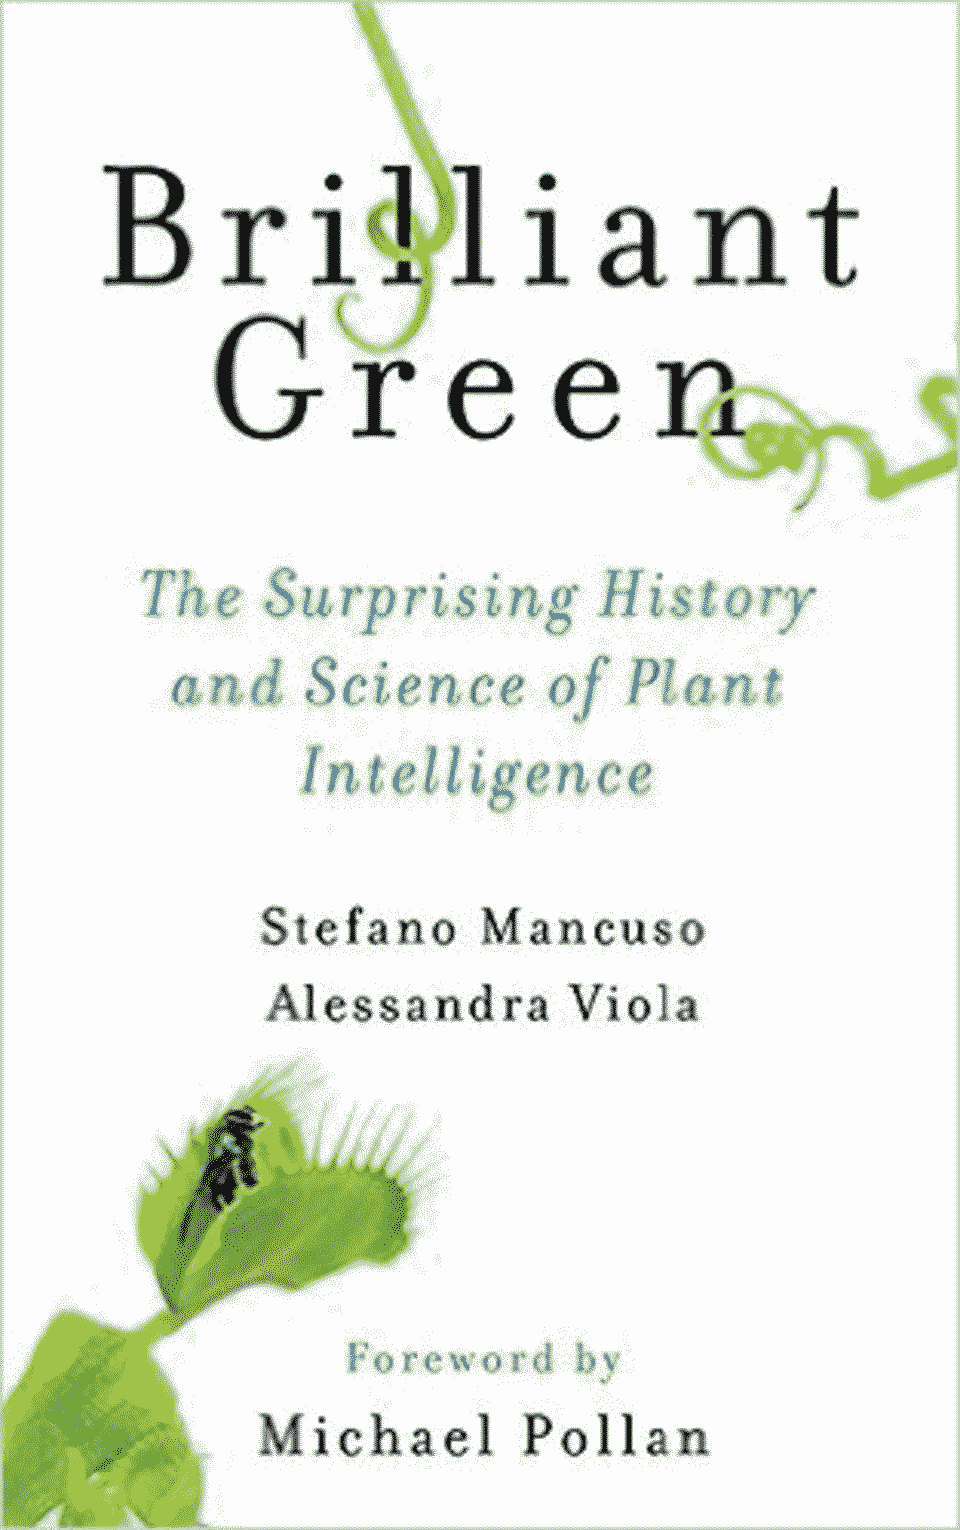 Brilliant
Green
The Surprising History
and Science of Plant
Intelligence
Stefano Mancuso
Alessandra Viola
Foreword by
Michael Pollan